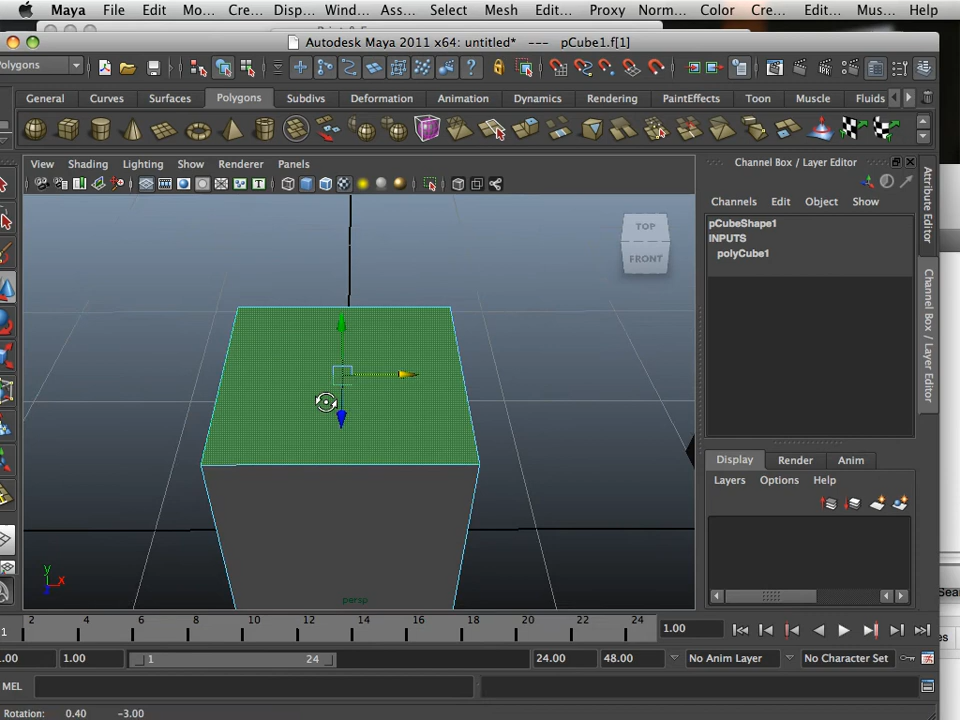 Maya File Edit Mo... Cre... Disp... Wind... Ass... Select Mesh Edit... Proxy Norm... Color Cre... Edit... Mus... Help
Autodesk Maya 2011 x64: untitled* --- pCube1.f[1]
Polygons
General Curves Surfaces Polygons Subdivs Deformation Animation Dynamics Rendering PaintEffects Toon Muscle Fluids
View Shading Lighting Show Renderer Panels
Channel Box / Layer Editor
Channels Edit Object Show
pCubeShape1
INPUTS
polyCube1
Attribute Editor
Channel Box / Layer Editor
TOP
FRONT
Display Render Anim
Layers Options Help
y
x
z
persp
2 4 6 8 10 12 14 16 18 20 22 24
1
1.00
1.00 1.00 1 24 24.00 48.00 No Anim Layer No Character Set
MEL
Rotation: 0.40 -3.00